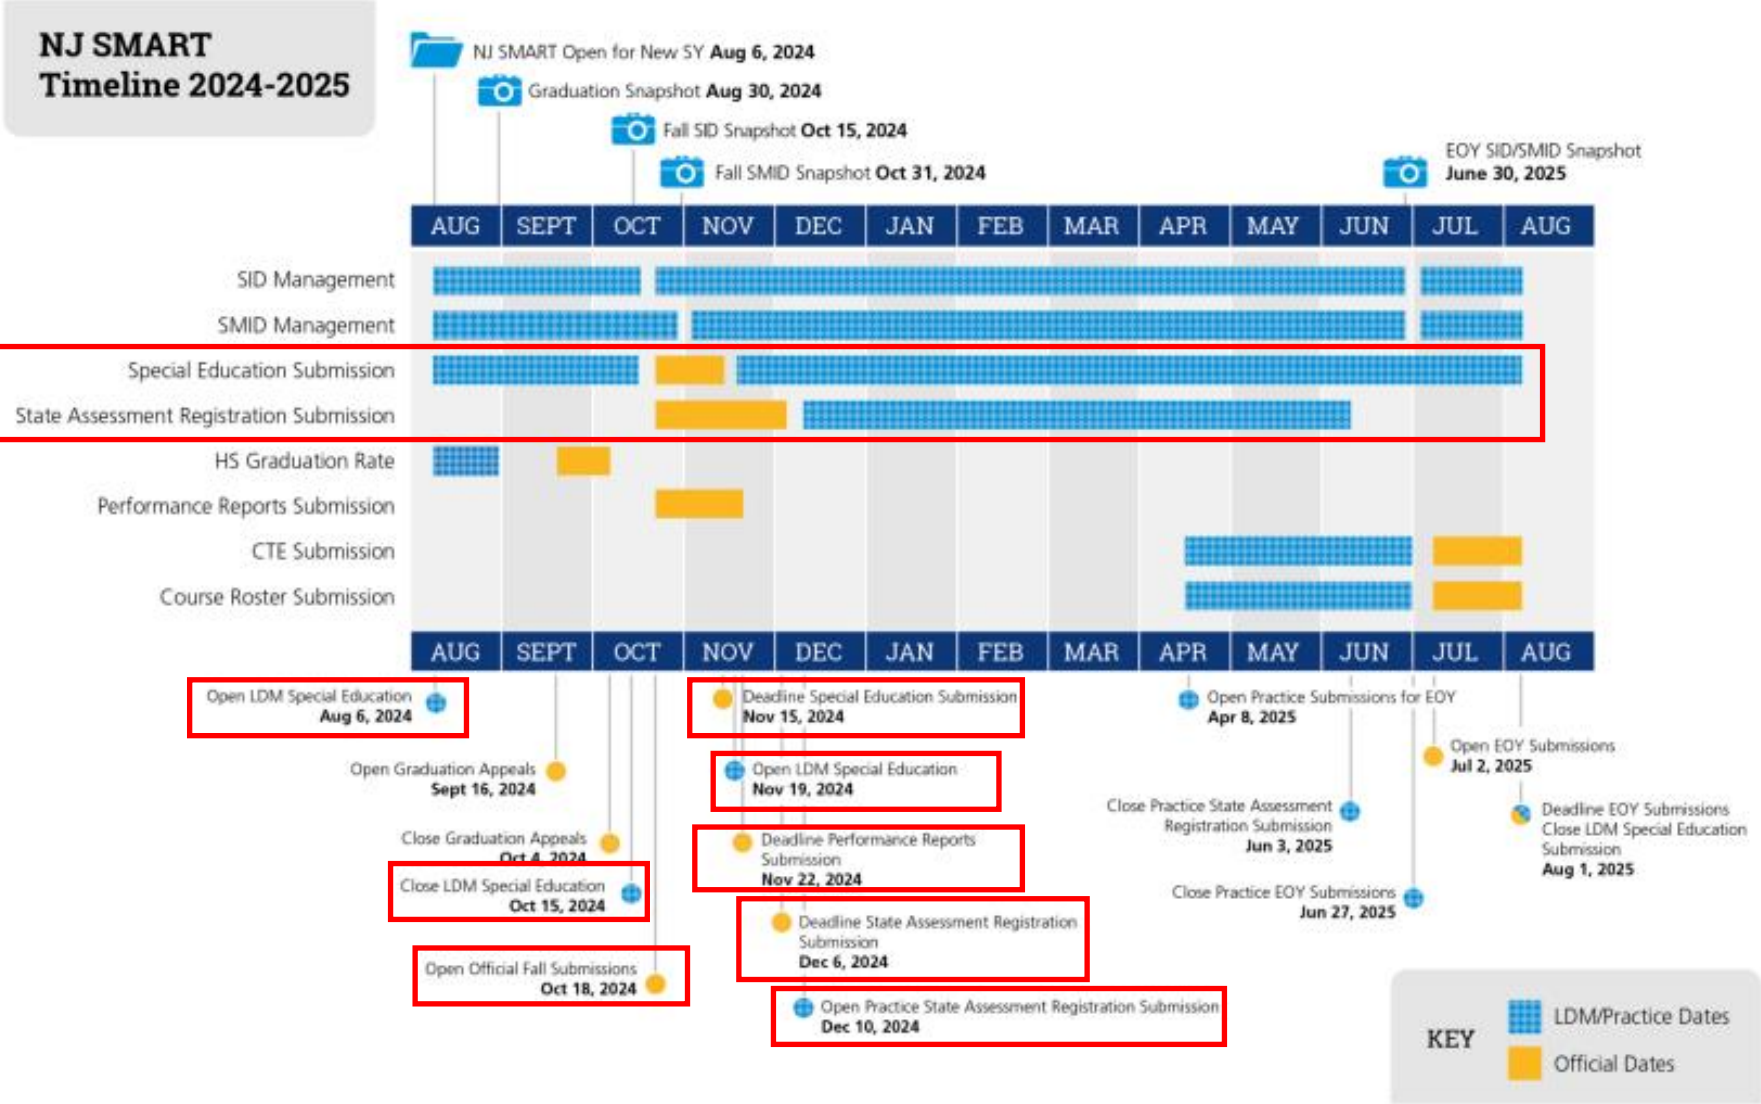 NJ SMART
Timeline 2024-2025
NJ SMART Open for New SY Aug 6, 2024
Graduation Snapshot Aug 30, 2024
Fall SID Snapshot Oct 15, 2024
Fall SMID Snapshot Oct 31, 2024
EOY SID/SMID Snapshot
June 30, 2025
AUG SEPT OCT NOV DEC JAN FEB MAR APR MAY JUN JUL AUG
SID Management
SMID Management
Special Education Submission
State Assessment Registration Submission
HS Graduation Rate
Performance Reports Submission
CTE Submission
Course Roster Submission
AUG SEPT OCT NOV DEC JAN FEB MAR APR MAY JUN JUL AUG
Open LDM Special Education
Aug 6, 2024
Open Graduation Appeals
Sept 16, 2024
Close Graduation Appeals
Oct 4, 2024
Close LDM Special Education
Oct 15, 2024
Open Official Fall Submissions
Oct 18, 2024
Deadline Special Education Submission
Nov 15, 2024
Open LDM Special Education
Nov 19, 2024
Deadline Performance Reports
Submission
Nov 22, 2024
Deadline State Assessment Registration
Submission
Dec 6, 2024
Open Practice State Assessment Registration Submission
Dec 10, 2024
Open Practice Submissions for EOY
Apr 8, 2025
Close Practice State Assessment
Registration Submission
Jun 3, 2025
Close Practice EOY Submissions
Jun 27, 2025
Open EOY Submissions
Jul 2, 2025
Deadline EOY Submissions
Close LDM Special Education
Submission
Aug 1, 2025
KEY
LDM/Practice Dates
Official Dates